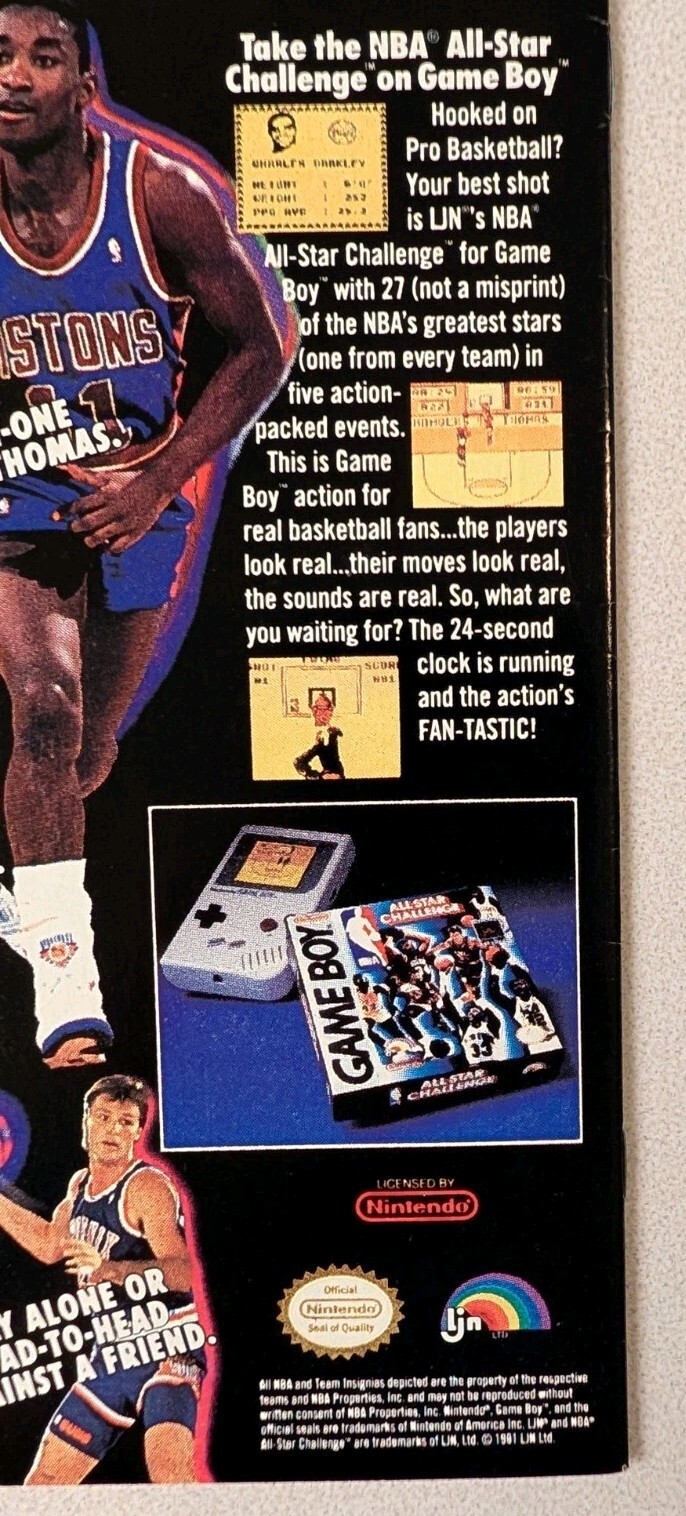 Take the NBA® All-Star
Challenge™ on Game Boy™
Hooked on
Pro Basketball?
Your best shot
is LJN™'s NBA®
All-Star Challenge™ for Game
Boy™ with 27 (not a misprint)
of the NBA's greatest stars
(one from every team) in
five action-
packed events.
This is Game
Boy™ action for
real basketball fans...the players
look real...their moves look real,
the sounds are real. So, what are
you waiting for? The 24-second
clock is running
and the action's
FAN-TASTIC!
ISTONS
11
-ONE
THOMAS.
THOMAS
Nintendo
ALL-STAR
CHALLENGE
GAME BOY
33
ALL-STAR
CHALLENGE
Y ALONE OR
AD-TO-HEAD
AINST A FRIEND.
LICENSED BY
Nintendo®
Official
Nintendo
Seal of Quality
LJN
LTD
All NBA and Team Insignias depicted are the property of the respective
teams and NBA Properties, Inc. and may not be reproduced without
written consent of NBA Properties, Inc. Nintendo®, Game Boy™, and the
official seals are trademarks of Nintendo of America Inc. LJN® and NBA®
All-Star Challenge™ are trademarks of LJN, Ltd. © 1991 LJN Ltd.